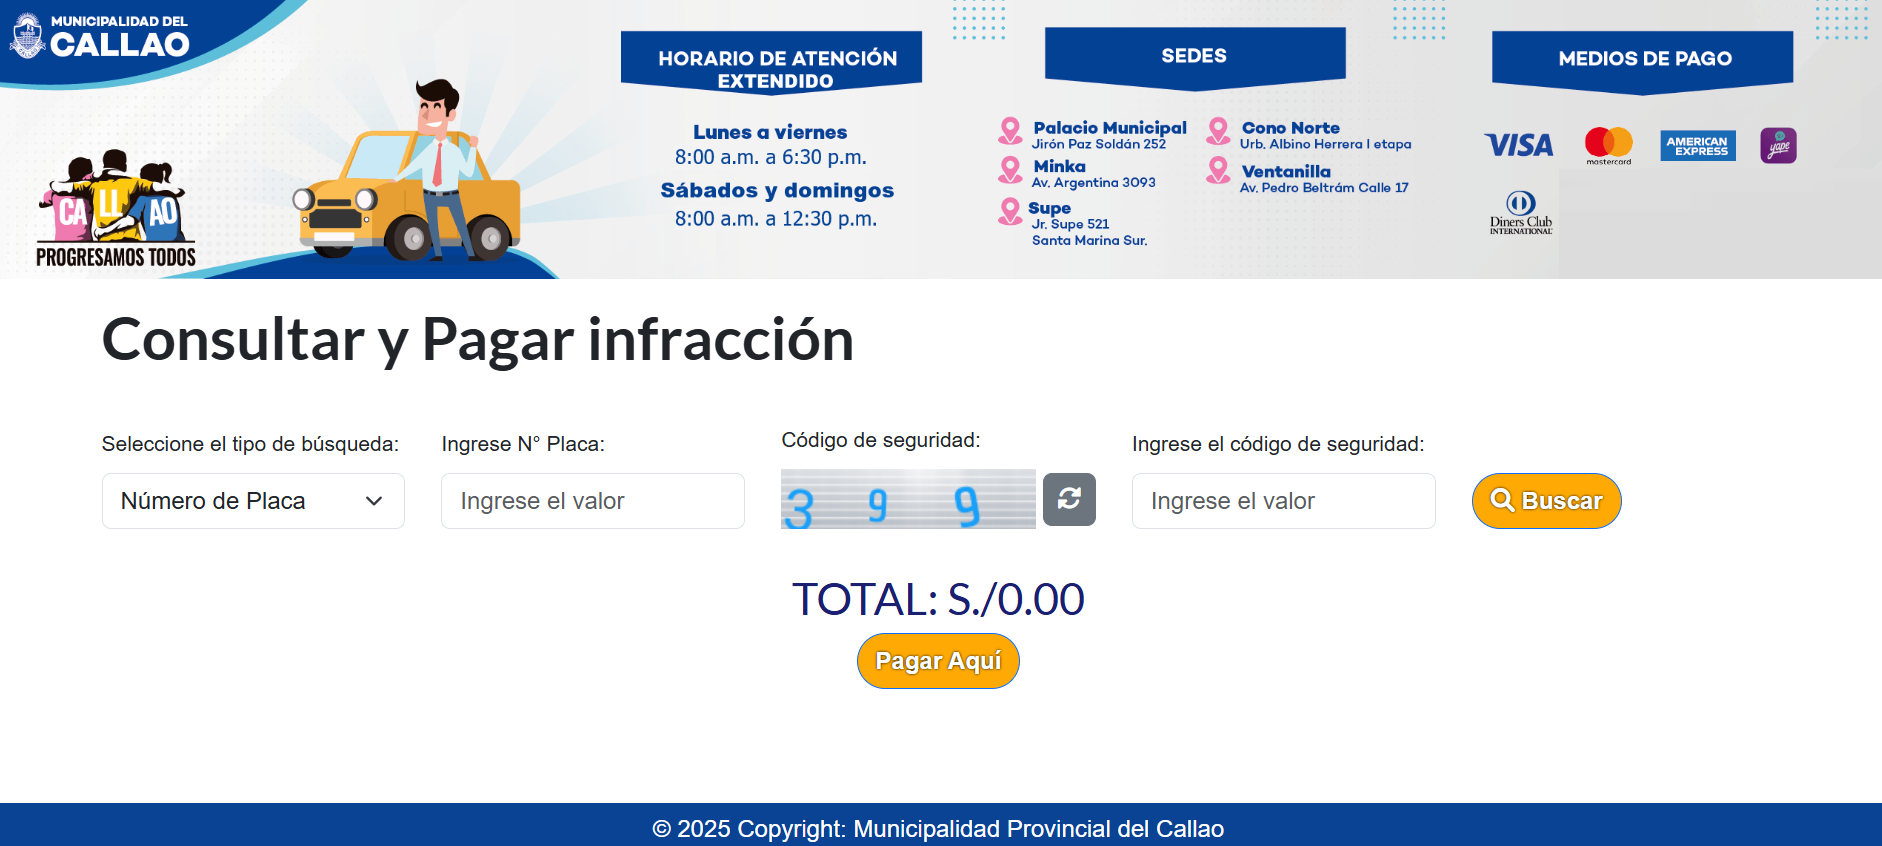 MUNICIPALIDAD DEL
CALLAO
CA LL AO
PROGRESAMOS TODOS
HORARIO DE ATENCIÓN
EXTENDIDO
Lunes a viernes
8:00 a.m. a 6:30 p.m.
Sábados y domingos
8:00 a.m. a 12:30 p.m.
SEDES
Palacio Municipal
Jirón Paz Soldán 252
Minka
Av. Argentina 3093
Supe
Jr. Supe 521
Santa Marina Sur.
Cono Norte
Urb. Albino Herrera I etapa
Ventanilla
Av. Pedro Beltrám Calle 17
MEDIOS DE PAGO
VISA
mastercard
AMERICAN
EXPRESS
yape
Diners Club
INTERNATIONAL
Consultar y Pagar infracción
Seleccione el tipo de búsqueda:
Número de Placa
Ingrese N° Placa:
Ingrese el valor
Código de seguridad:
3 9 9
Ingrese el código de seguridad:
Ingrese el valor
Buscar
TOTAL: S./0.00
Pagar Aquí
© 2025 Copyright: Municipalidad Provincial del Callao